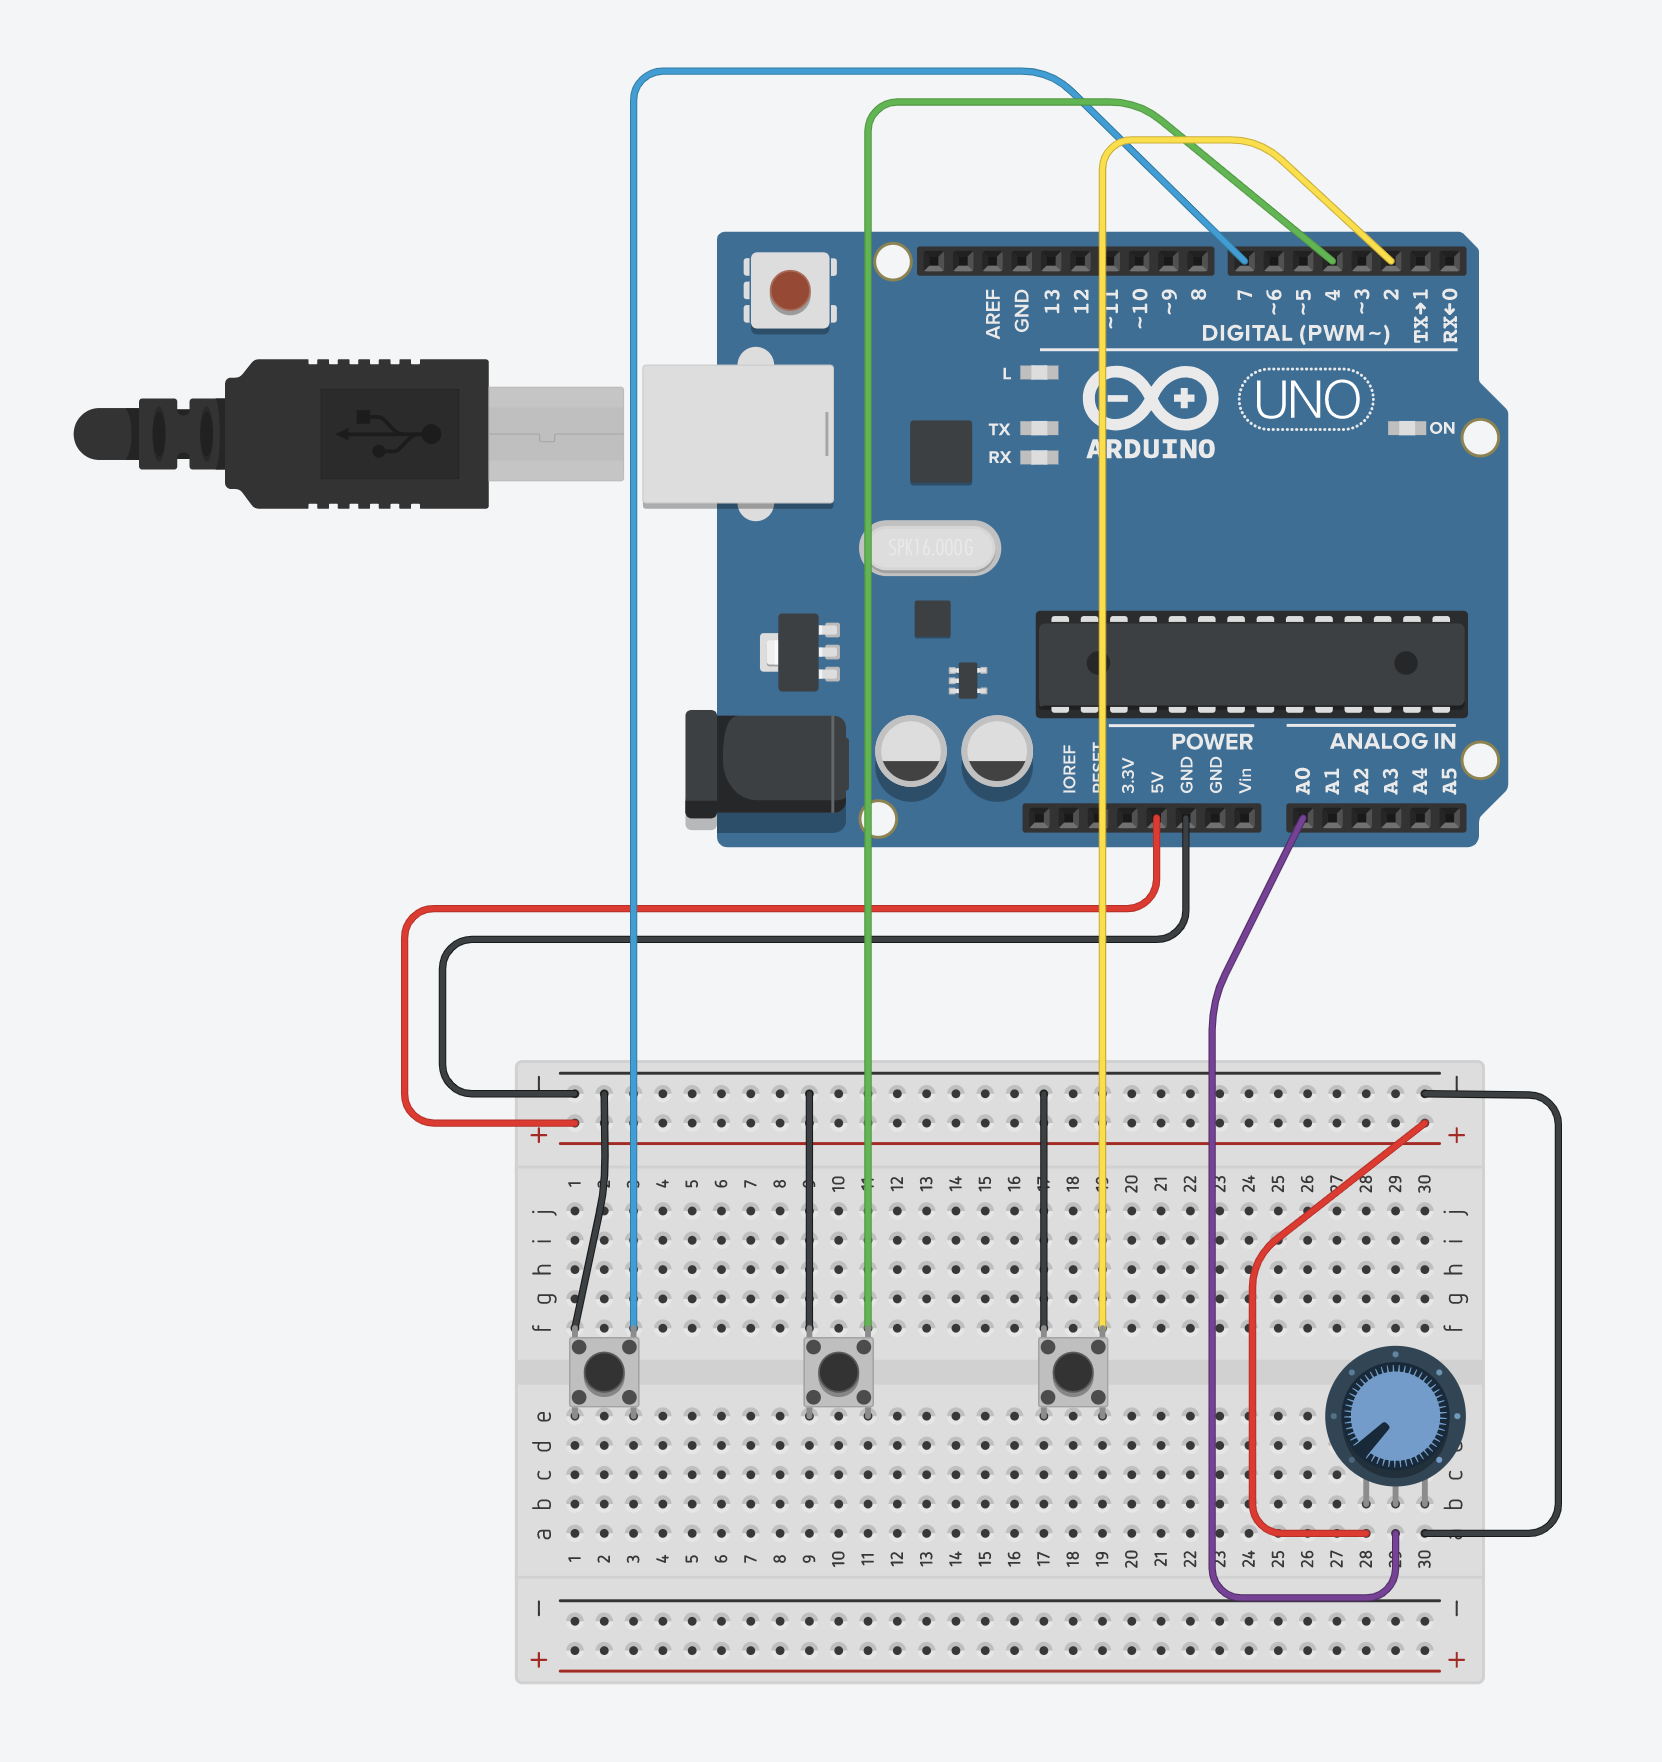 AREF
GND
13
12
~11
~10
~9
8
7
~6
~5
4
~3
2
TX→1
RX←0
DIGITAL (PWM ~)
L
TX
RX
UNO
ON
ARDUINO
SPK16.000G
POWER
ANALOG IN
IOREF
RESET
3.3V
5V
GND
GND
Vin
A0
A1
A2
A3
A4
A5
− −
+ +
1 2 3 4 5 6 7 8 9 10 11 12 13 14 15 16 17 18 19 20 21 22 23 24 25 26 27 28 29 30
j j
i i
h h
g g
f f
e
d
c c
b b
a a
1 2 3 4 5 6 7 8 9 10 11 12 13 14 15 16 17 18 19 20 21 22 23 24 25 26 27 28 29 30
− −
+ +